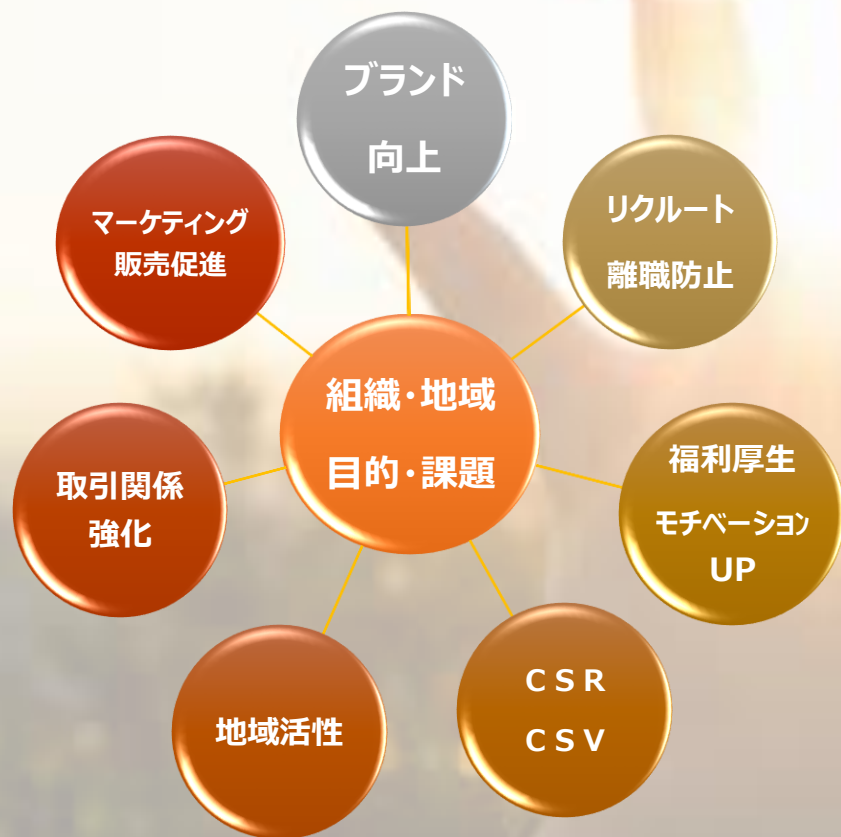 ブランド
向上
リクルート
離職防止
福利厚生
モチベーション
UP
ＣＳＲ
ＣＳＶ
地域活性
取引関係
強化
マーケティング
販売促進
組織・地域
目的・課題